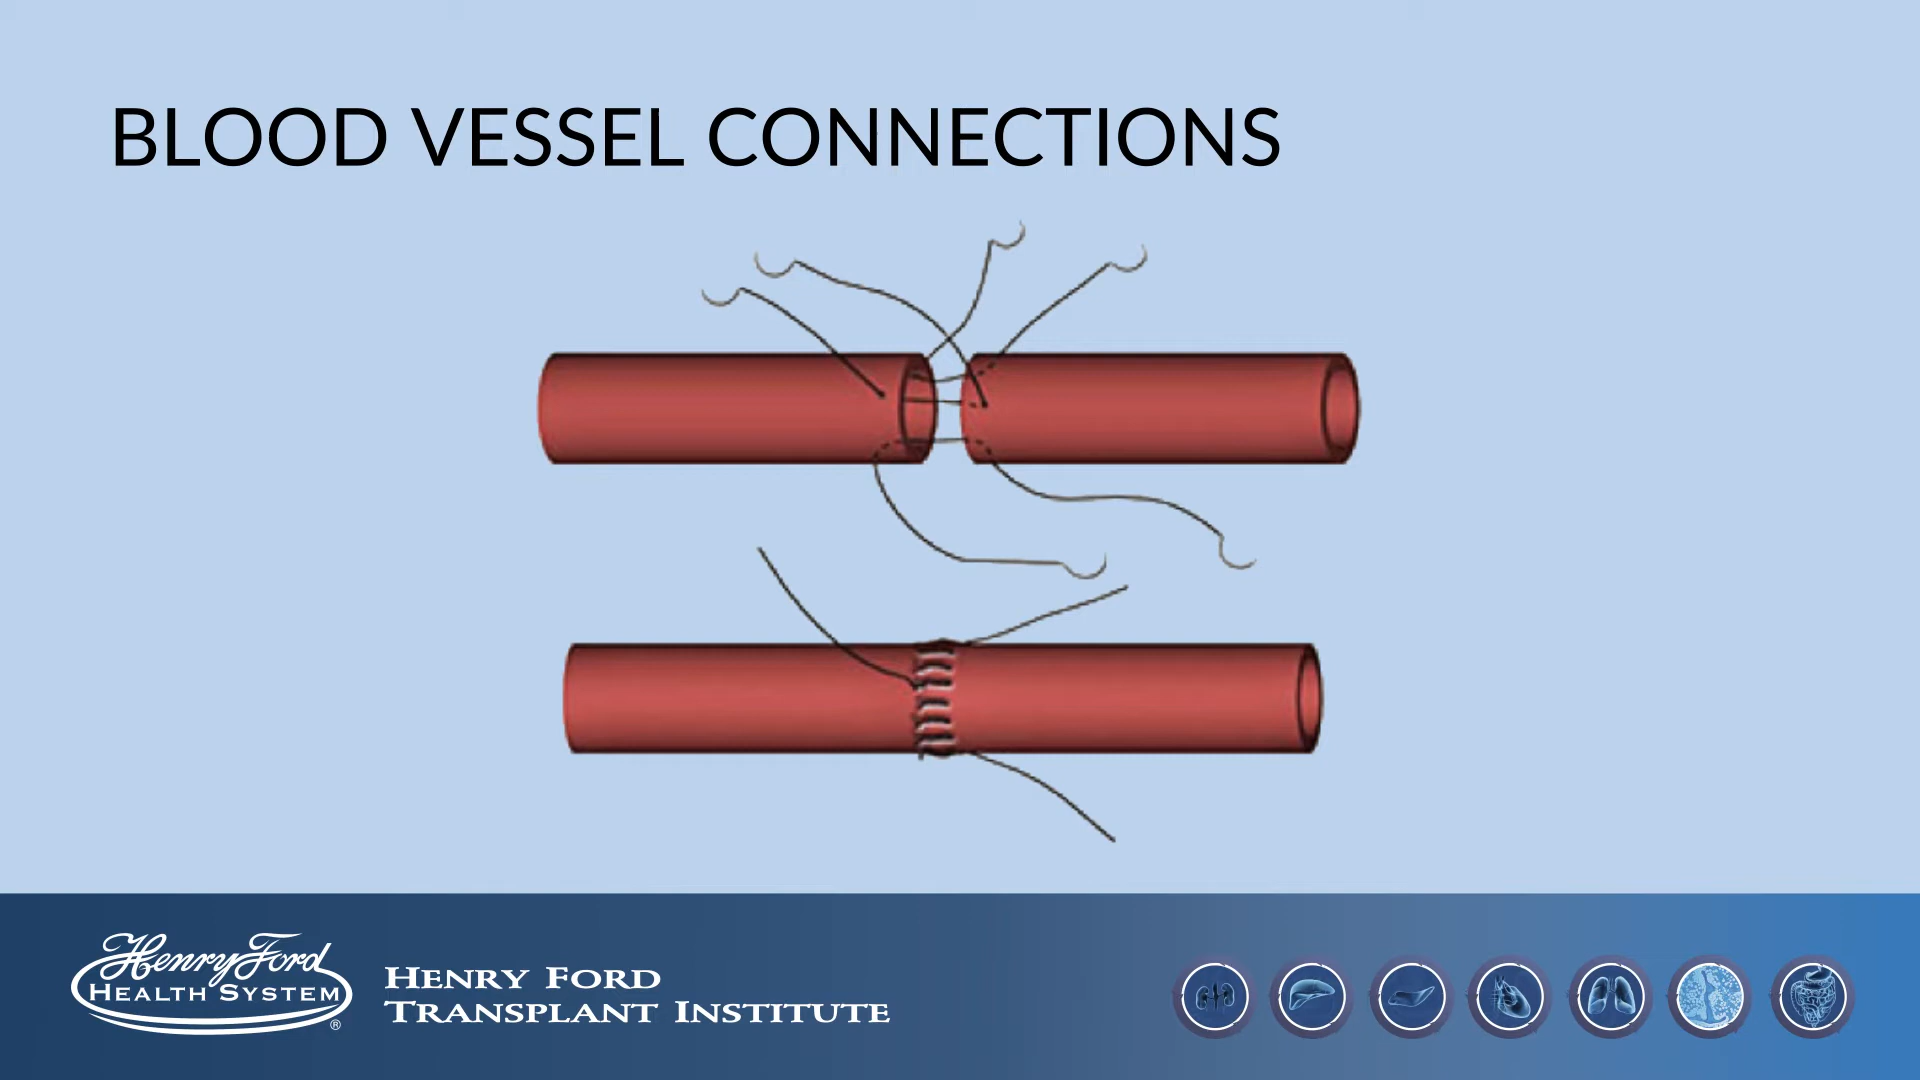 BLOOD VESSEL CONNECTIONS
Henry Ford
HEALTH SYSTEM
®
HENRY FORD
TRANSPLANT INSTITUTE